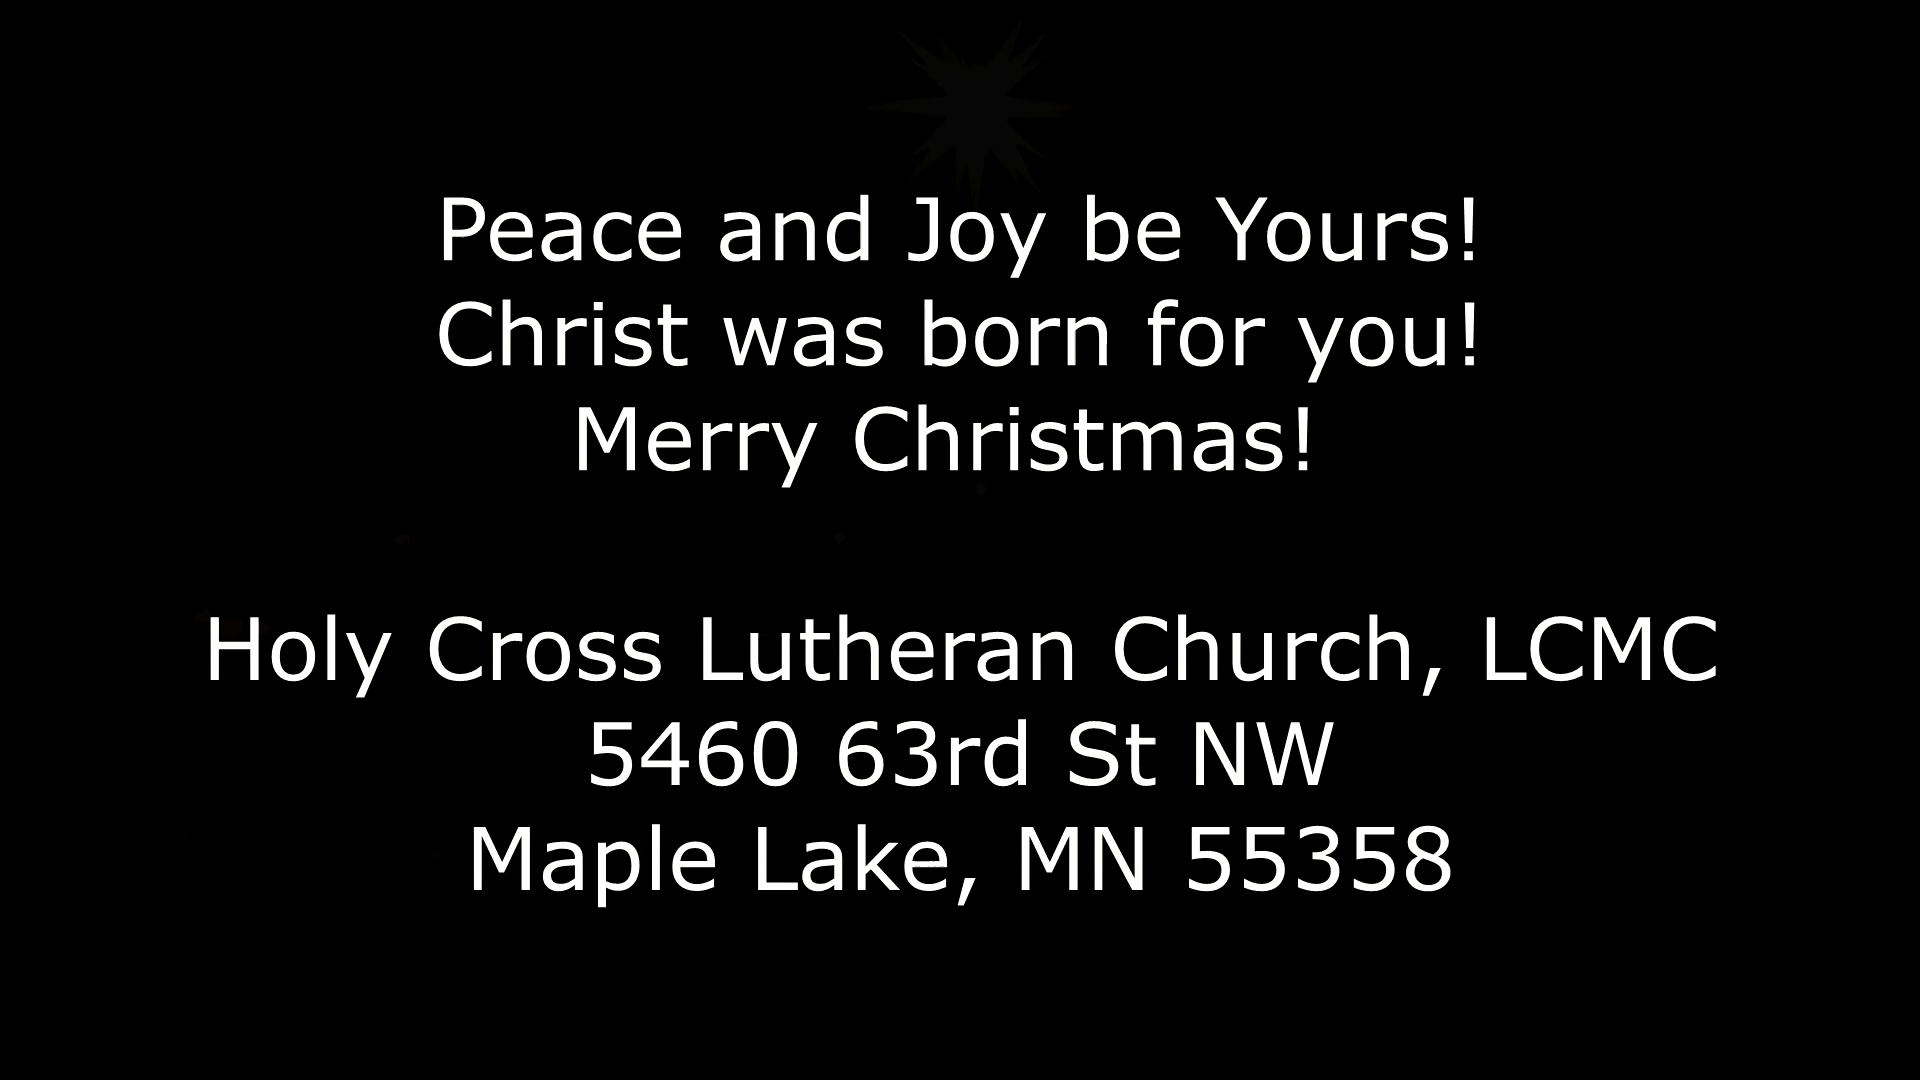 Peace and Joy be Yours!
Christ was born for you!
Merry Christmas!
Holy Cross Lutheran Church, LCMC
5460 63rd St NW
Maple Lake, MN 55358